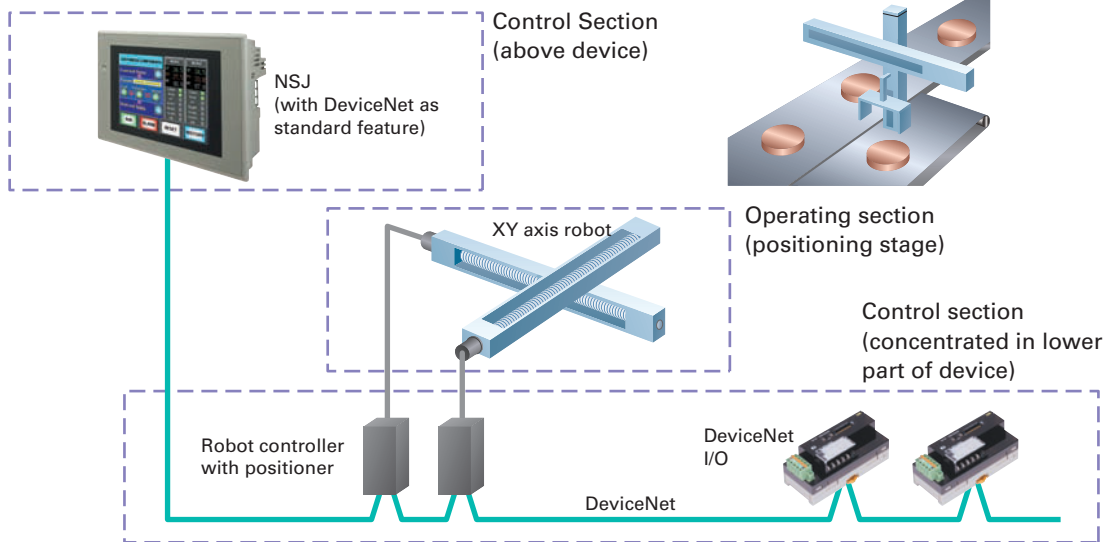 Control Section
(above device)
NSJ
(with DeviceNet as
standard feature)
XY axis robot
Operating section
(positioning stage)
Control section
(concentrated in lower
part of device)
Robot controller
with positioner
DeviceNet
I/O
DeviceNet